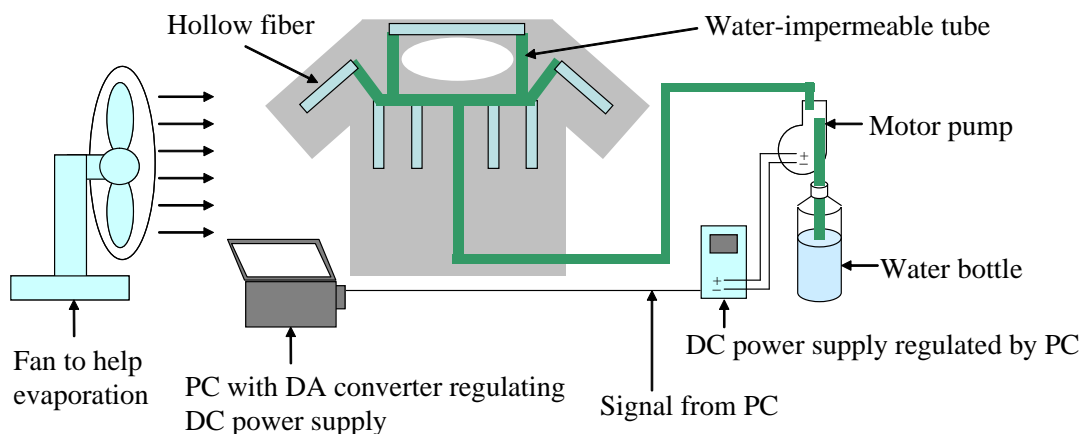 Hollow fiber
Water-impermeable tube
Motor pump
+
−
Water bottle
+
−
DC power supply regulated by PC
Fan to help
evaporation
PC with DA converter regulating
DC power supply
Signal from PC